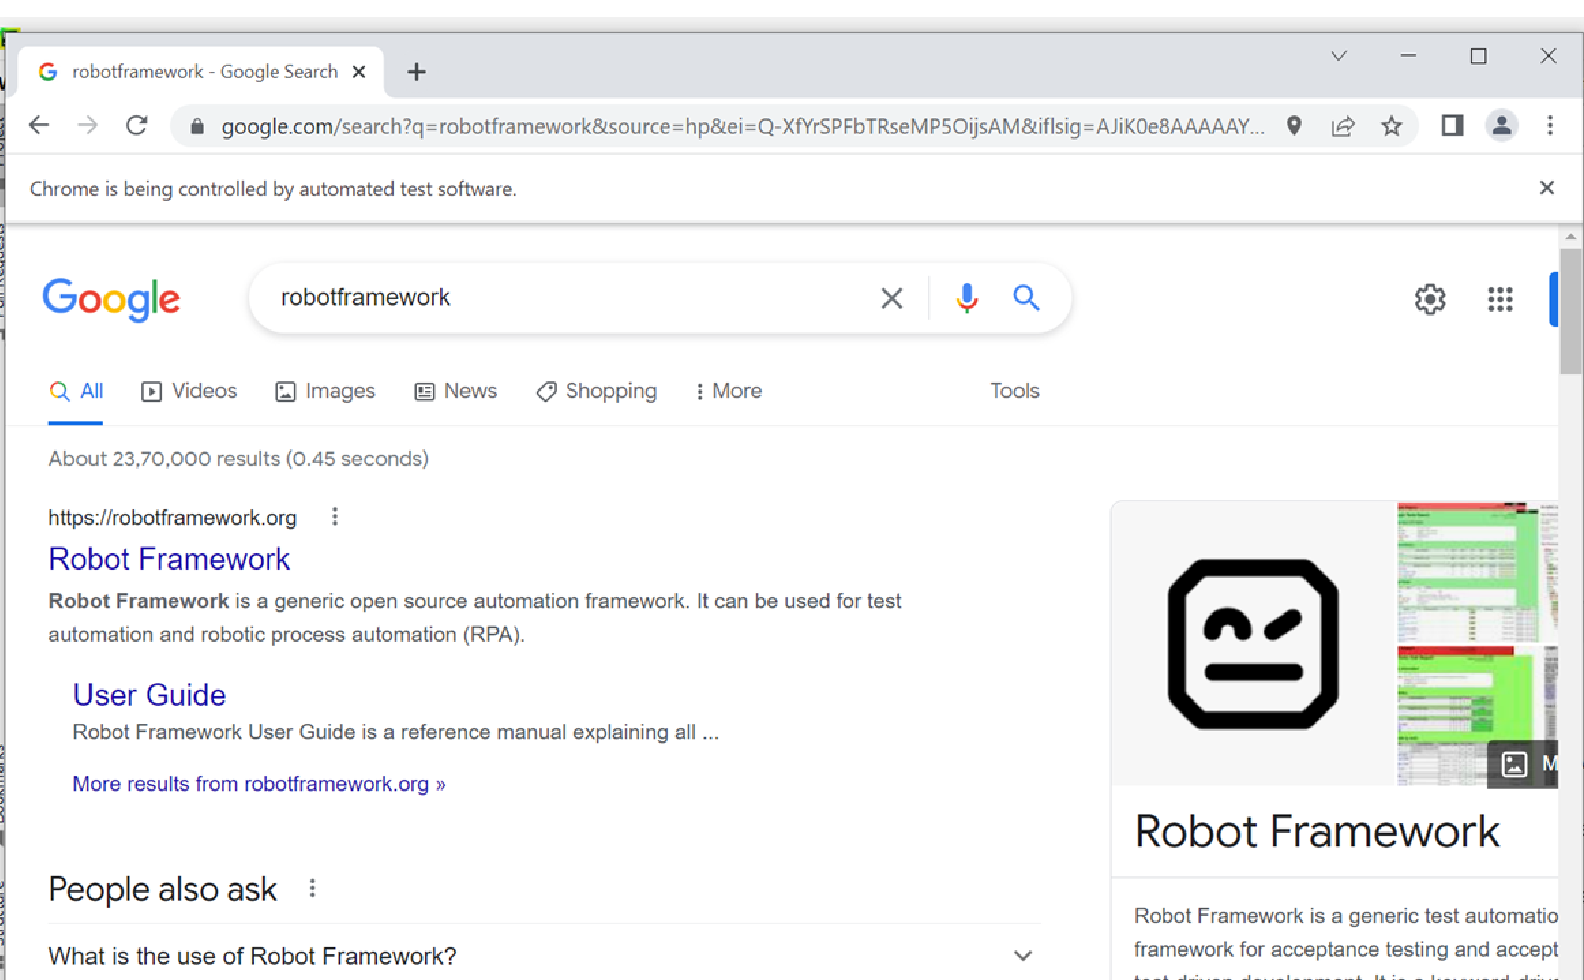 robotframework - Google Search
google.com/search?q=robotframework&source=hp&ei=Q-XfYrSPFbTRseMP5OijsAM&iflsig=AJiK0e8AAAAAY...
Chrome is being controlled by automated test software.
Google
robotframework
All
Videos
Images
News
Shopping
More
Tools
About 23,70,000 results (0.45 seconds)
https://robotframework.org
Robot Framework
Robot Framework is a generic open source automation framework. It can be used for test
automation and robotic process automation (RPA).
User Guide
Robot Framework User Guide is a reference manual explaining all ...
More results from robotframework.org »
People also ask
What is the use of Robot Framework?
M
Robot Framework
Robot Framework is a generic test automatio
framework for acceptance testing and accept